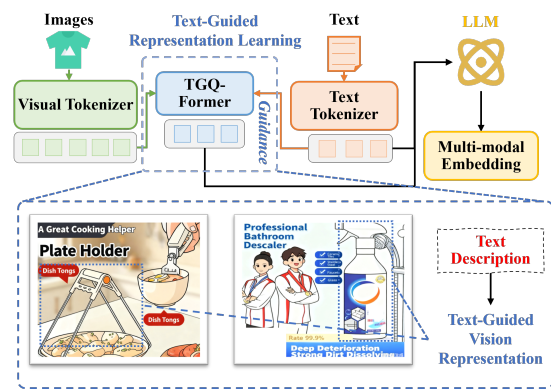 Images
Text-Guided
Representation Learning
Text
LLM
Visual Tokenizer
TGQ-
Former
Guidance
Text
Tokenizer
Multi-modal
Embedding
A Great Cooking Helper
Plate Holder
Dish Tongs
Dish Tongs
Professional
Bathroom
Descaler
Rate 99.9%
Deep Deterioration
Strong Dirt Dissolving
Text
Description
Text-Guided
Vision
Representation